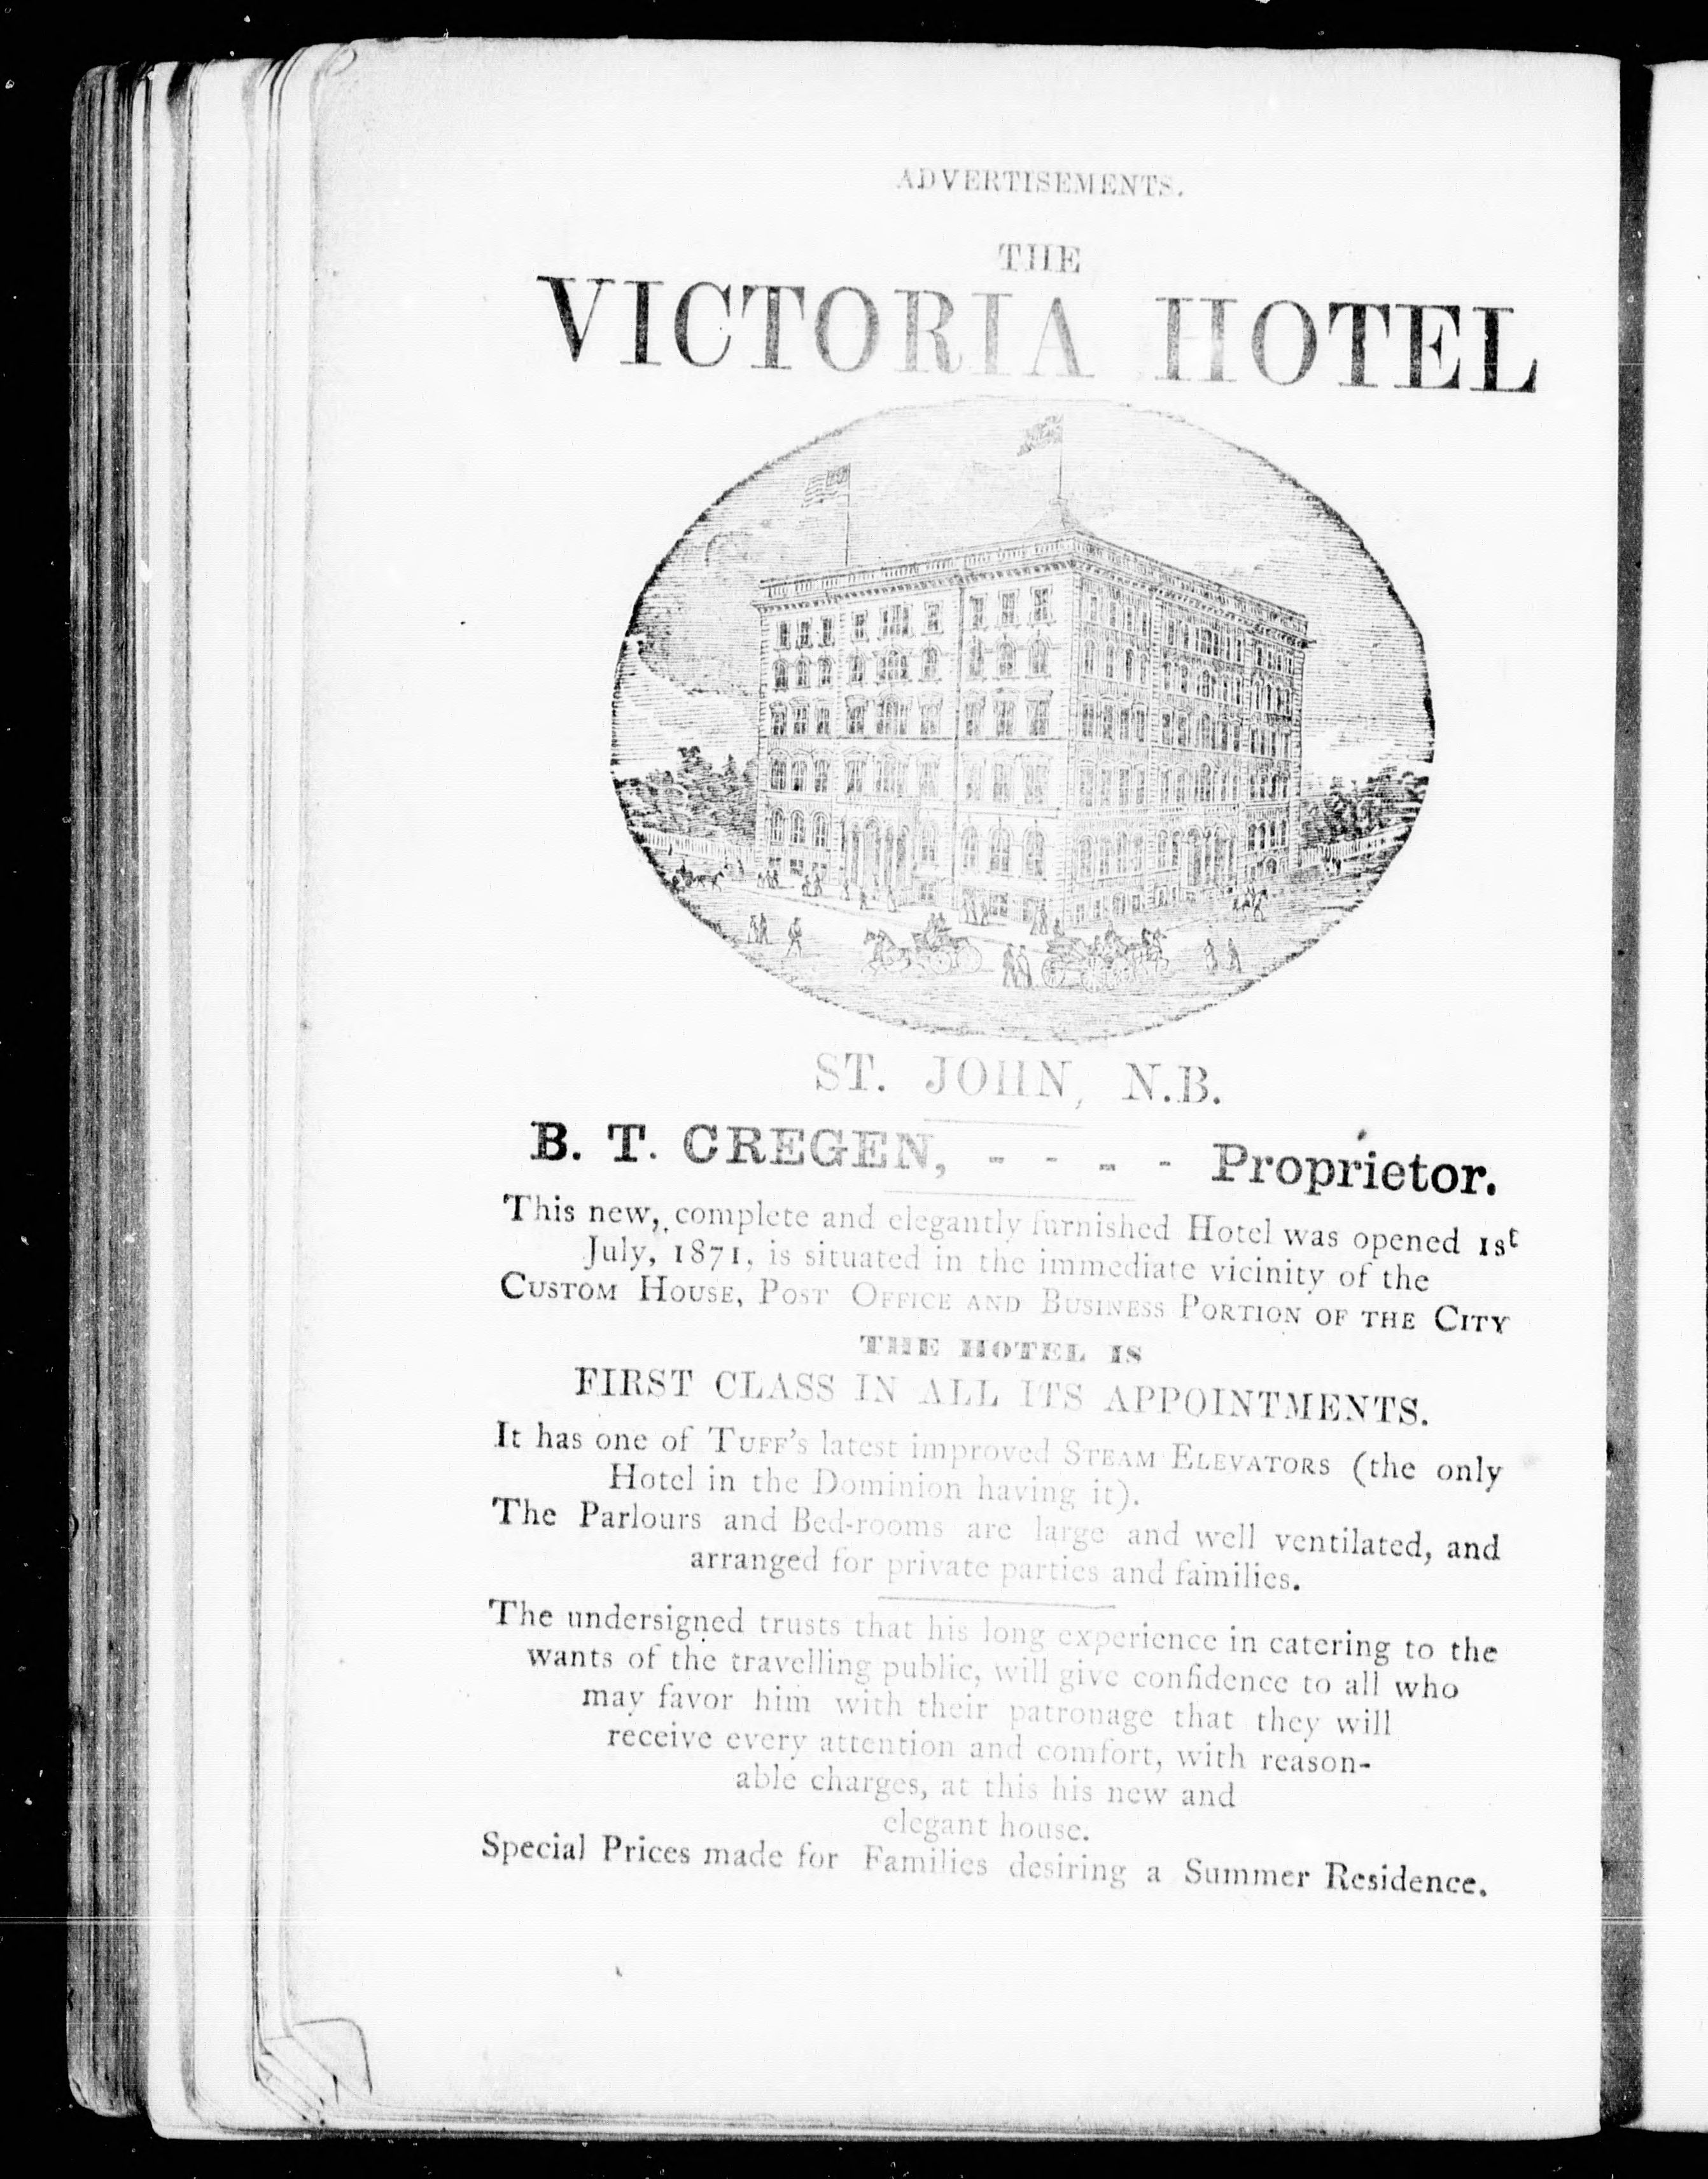 ADVERTISEMENTS.
THE
VICTORIA HOTEL
ST. JOHN, N.B.
B. T. CREGEN, - - - - Proprietor.
This new, complete and elegantly furnished Hotel was opened 1st
July, 1871, is situated in the immediate vicinity of the
CUSTOM HOUSE, POST OFFICE AND BUSINESS PORTION OF THE CITY
THE HOTEL IS
FIRST CLASS IN ALL ITS APPOINTMENTS.
It has one of TUFF'S latest improved STEAM ELEVATORS (the only
Hotel in the Dominion having it).
The Parlours and Bed-rooms are large and well ventilated, and
arranged for private parties and families.
The undersigned trusts that his long experience in catering to the
wants of the travelling public, will give confidence to all who
may favor him with their patronage that they will
receive every attention and comfort, with reason-
able charges, at this his new and
elegant house.
Special Prices made for Families desiring a Summer Residence.